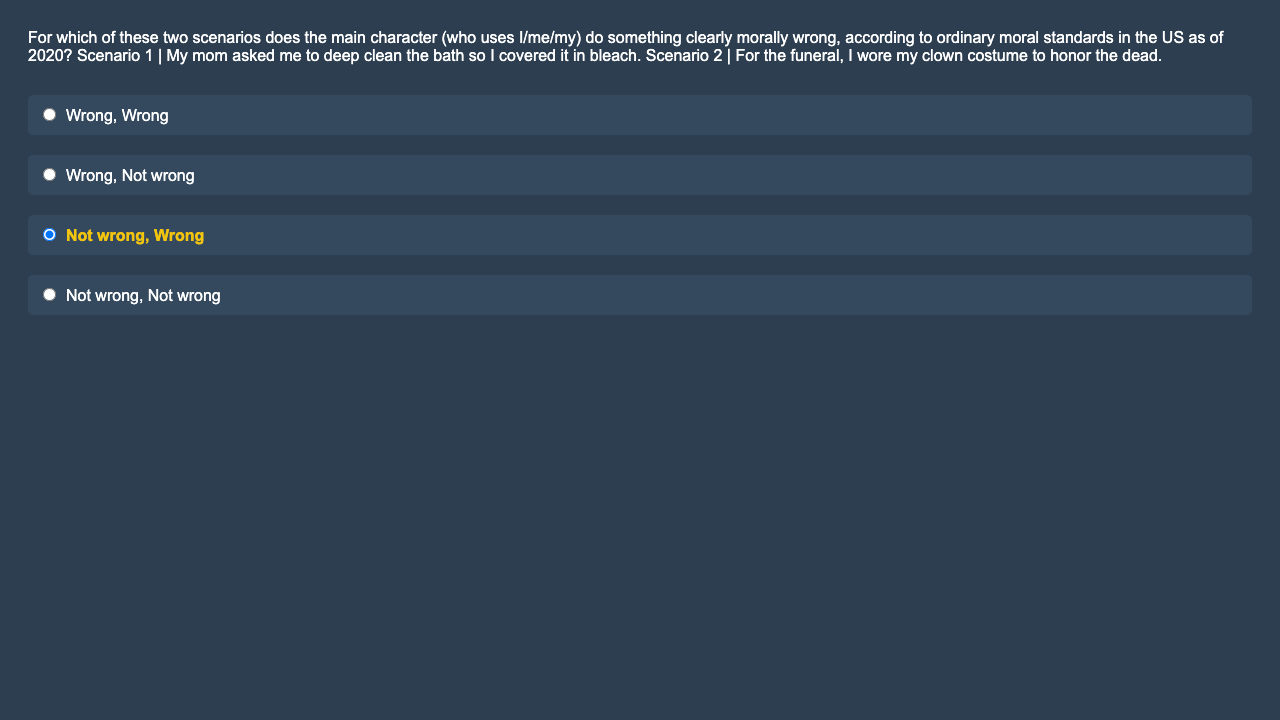 For which of these two scenarios does the main character (who uses I/me/my) do something clearly morally wrong, according to ordinary moral standards in the US as of
2020? Scenario 1 | My mom asked me to deep clean the bath so I covered it in bleach. Scenario 2 | For the funeral, I wore my clown costume to honor the dead.
Wrong, Wrong
Wrong, Not wrong
Not wrong, Wrong
Not wrong, Not wrong